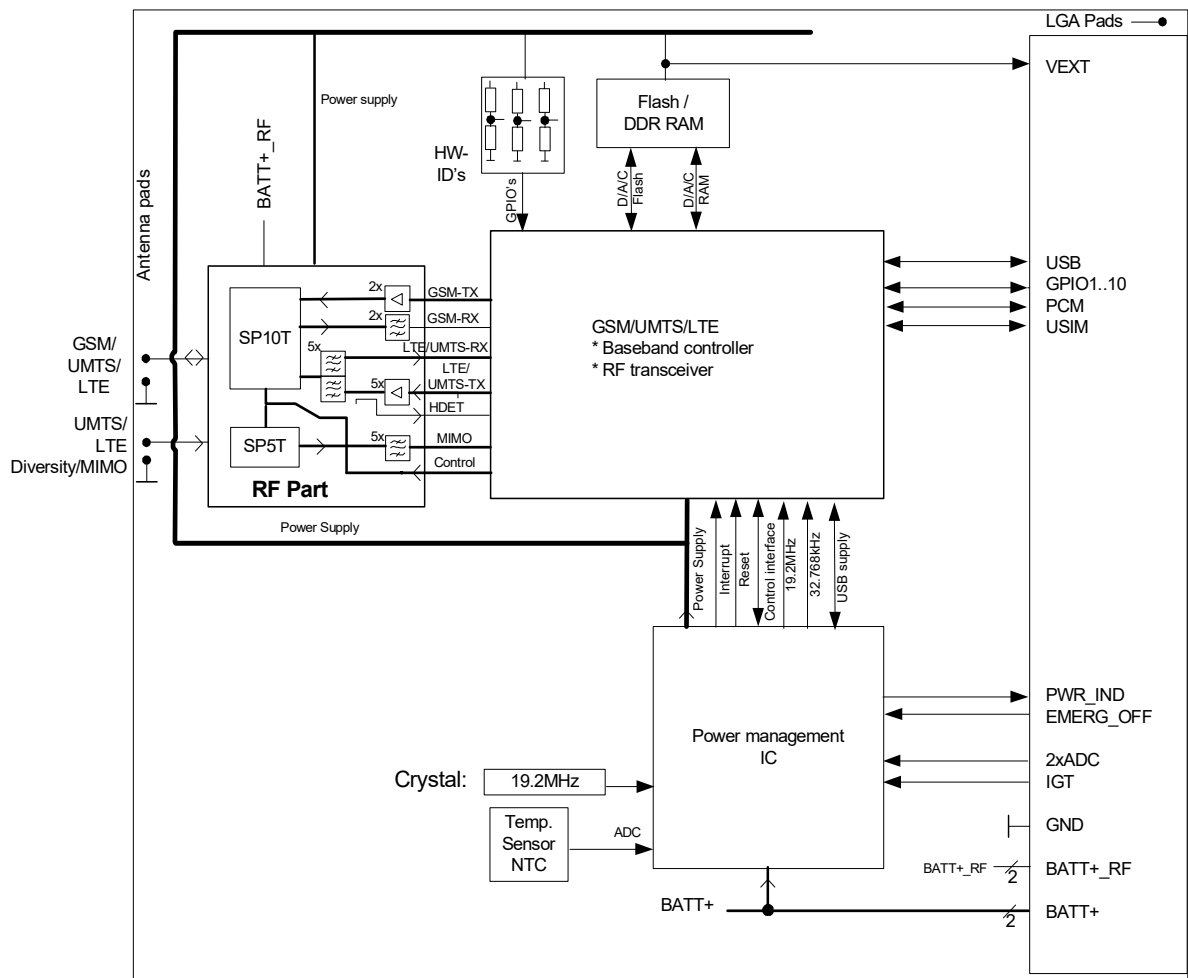 LGA Pads
VEXT
Power supply
BATT+_RF
Antenna pads
HW-
ID's
Flash /
DDR RAM
GPIO's
D/A/C
Flash
D/A/C
RAM
USB
GPIO1..10
PCM
USIM
GSM/UMTS/LTE
* Baseband controller
* RF transceiver
2x
GSM-TX
2x
GSM-RX
SP10T
5x
LTE/UMTS-RX
LTE/
5x
UMTS-TX
HDET
SP5T
5x
MIMO
Control
RF Part
GSM/
UMTS/
LTE
UMTS/
LTE
Diversity/MIMO
Power Supply
Power Supply
Interrupt
Reset
Control interface
19.2MHz
32.768kHz
USB supply
Power management
IC
PWR_IND
EMERG_OFF
2xADC
IGT
GND
BATT+_RF
2
BATT+_RF
BATT+
2
BATT+
Crystal:
19.2MHz
Temp.
Sensor
NTC
ADC